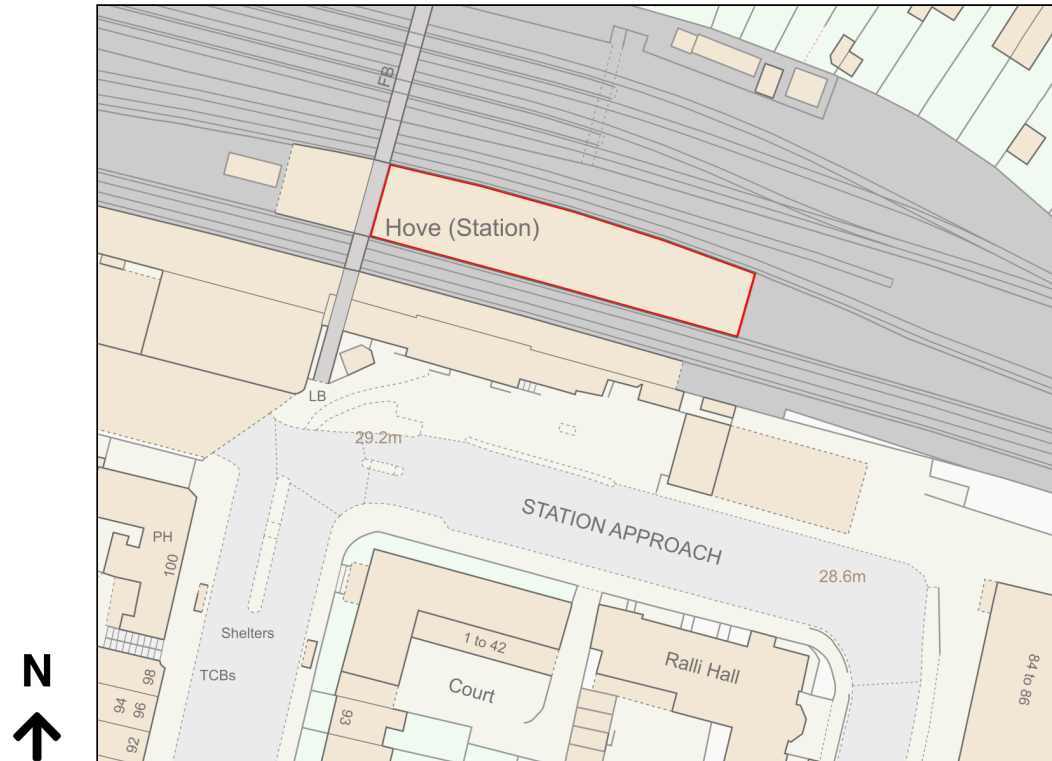 FB
Hove (Station)
LB
29.2m
STATION APPROACH
PH
100
28.6m
Shelters
1 to 42
Ralli Hall
84 to 86
TCBs
Court
98
96
94
92
93
N